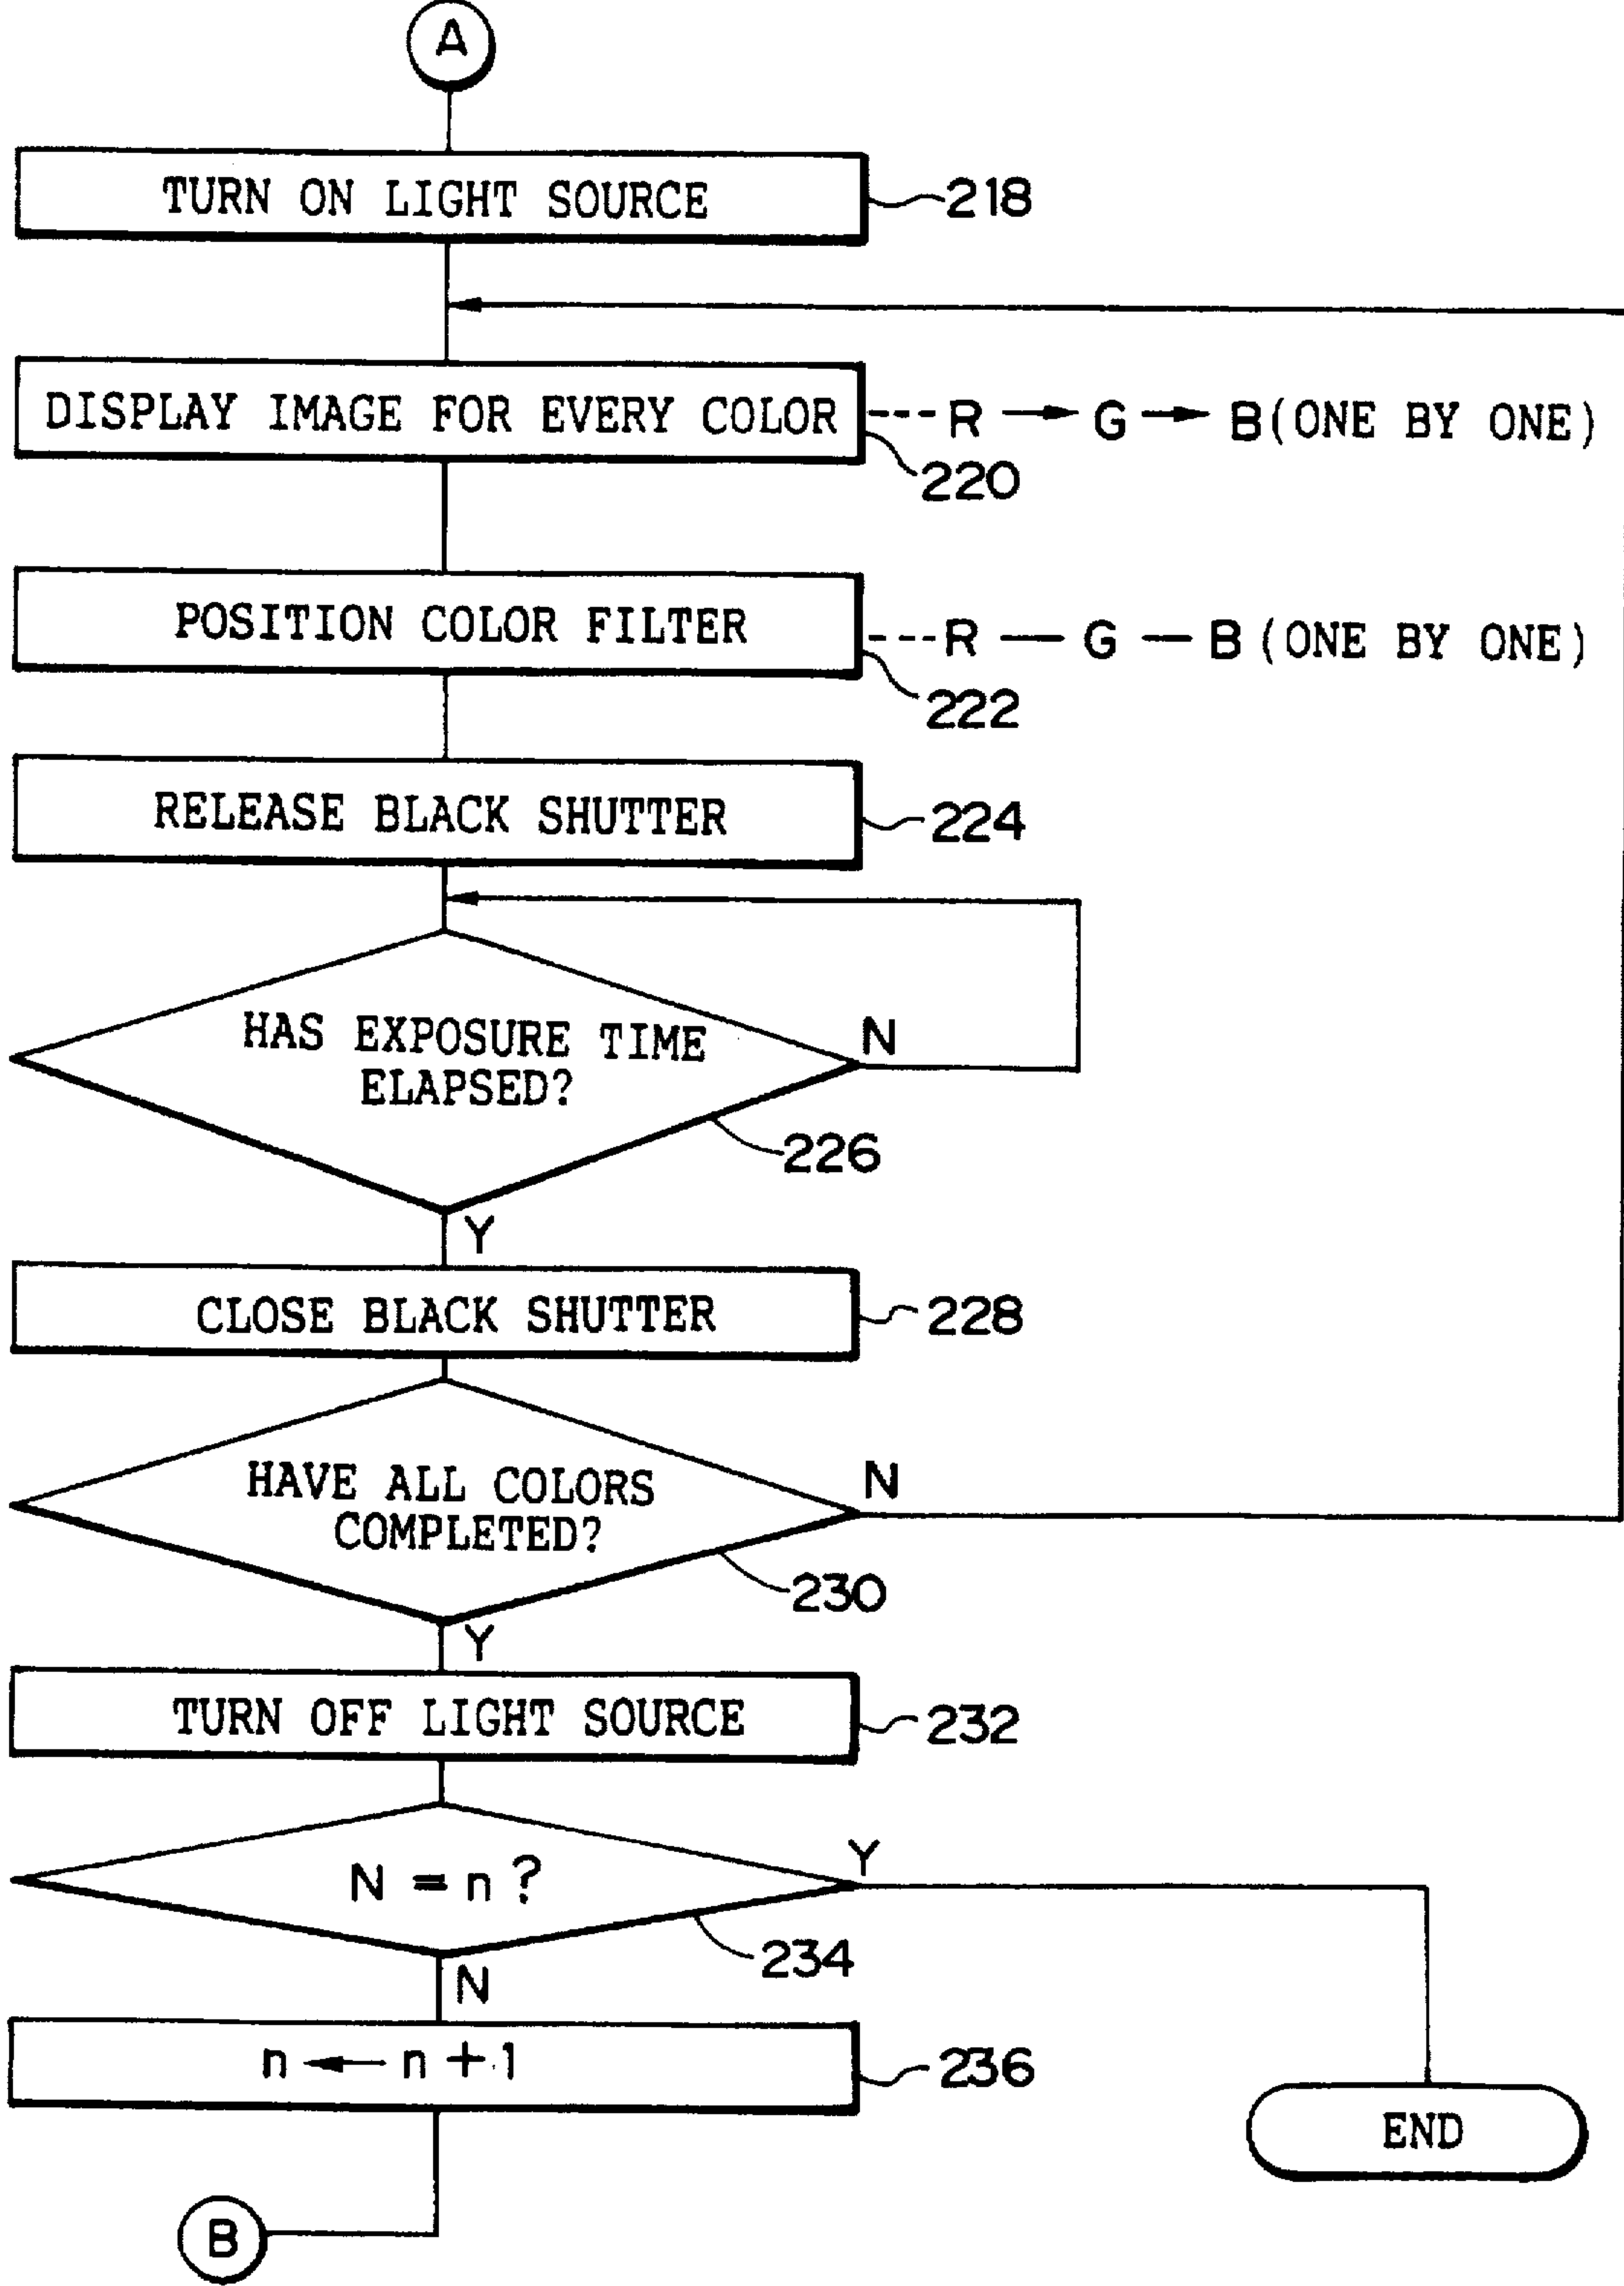 A
TURN ON LIGHT SOURCE
218
DISPLAY IMAGE FOR EVERY COLOR
---R → G → B (ONE BY ONE)
220
POSITION COLOR FILTER
---R — G — B (ONE BY ONE)
222
RELEASE BLACK SHUTTER
224
HAS EXPOSURE TIME
ELAPSED?
N
226
Y
CLOSE BLACK SHUTTER
228
HAVE ALL COLORS
COMPLETED?
N
230
Y
TURN OFF LIGHT SOURCE
232
N = n ?
Y
234
N
n ← n + 1
236
END
B